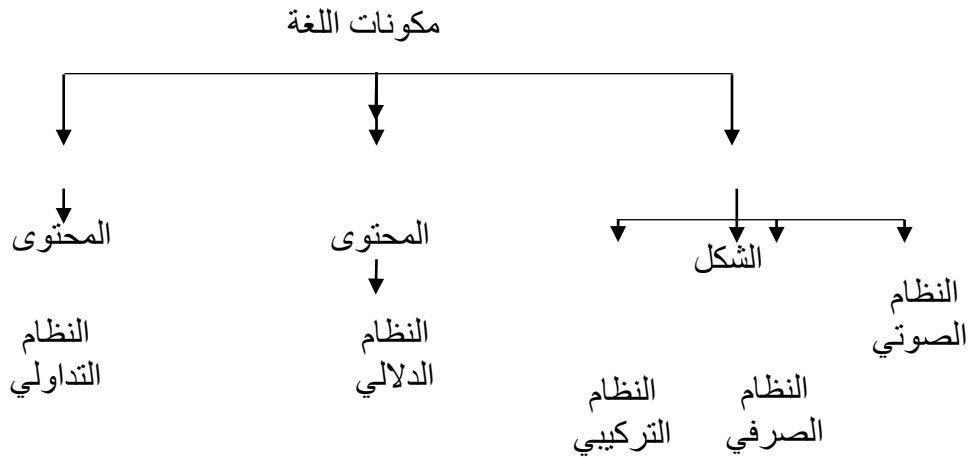 مكونات اللغة
الشكل
المحتوى
المحتوى
النظام
الصوتي
النظام
الصرفي
النظام
التركيبي
النظام
الدلالي
النظام
التداولي